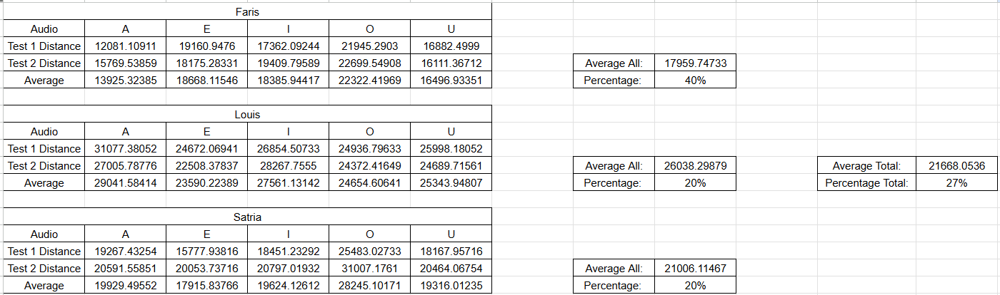 Faris
Audio A E I O U
Test 1 Distance 12081.10911 19160.9476 17362.09244 21945.2903 16882.4999
Test 2 Distance 15769.53859 18175.28331 19409.79589 22699.54908 16111.36712 Average All: 17959.74733
Average 13925.32385 18668.11546 18385.94417 22322.41969 16496.93351 Percentage: 40%
Louis
Audio A E I O U
Test 1 Distance 31077.38052 24672.06941 26854.50733 24936.79633 25998.18052
Test 2 Distance 27005.78776 22508.37837 28267.7555 24372.41649 24689.71561 Average All: 26038.29879 Average Total: 21668.0536
Average 29041.58414 23590.22389 27561.13142 24654.60641 25343.94807 Percentage: 20% Percentage Total: 27%
Satria
Audio A E I O U
Test 1 Distance 19267.43254 15777.93816 18451.23292 25483.02733 18167.95716
Test 2 Distance 20591.55851 20053.73716 20797.01932 31007.1761 20464.06754 Average All: 21006.11467
Average 19929.49552 17915.83766 19624.12612 28245.10171 19316.01235 Percentage: 20%